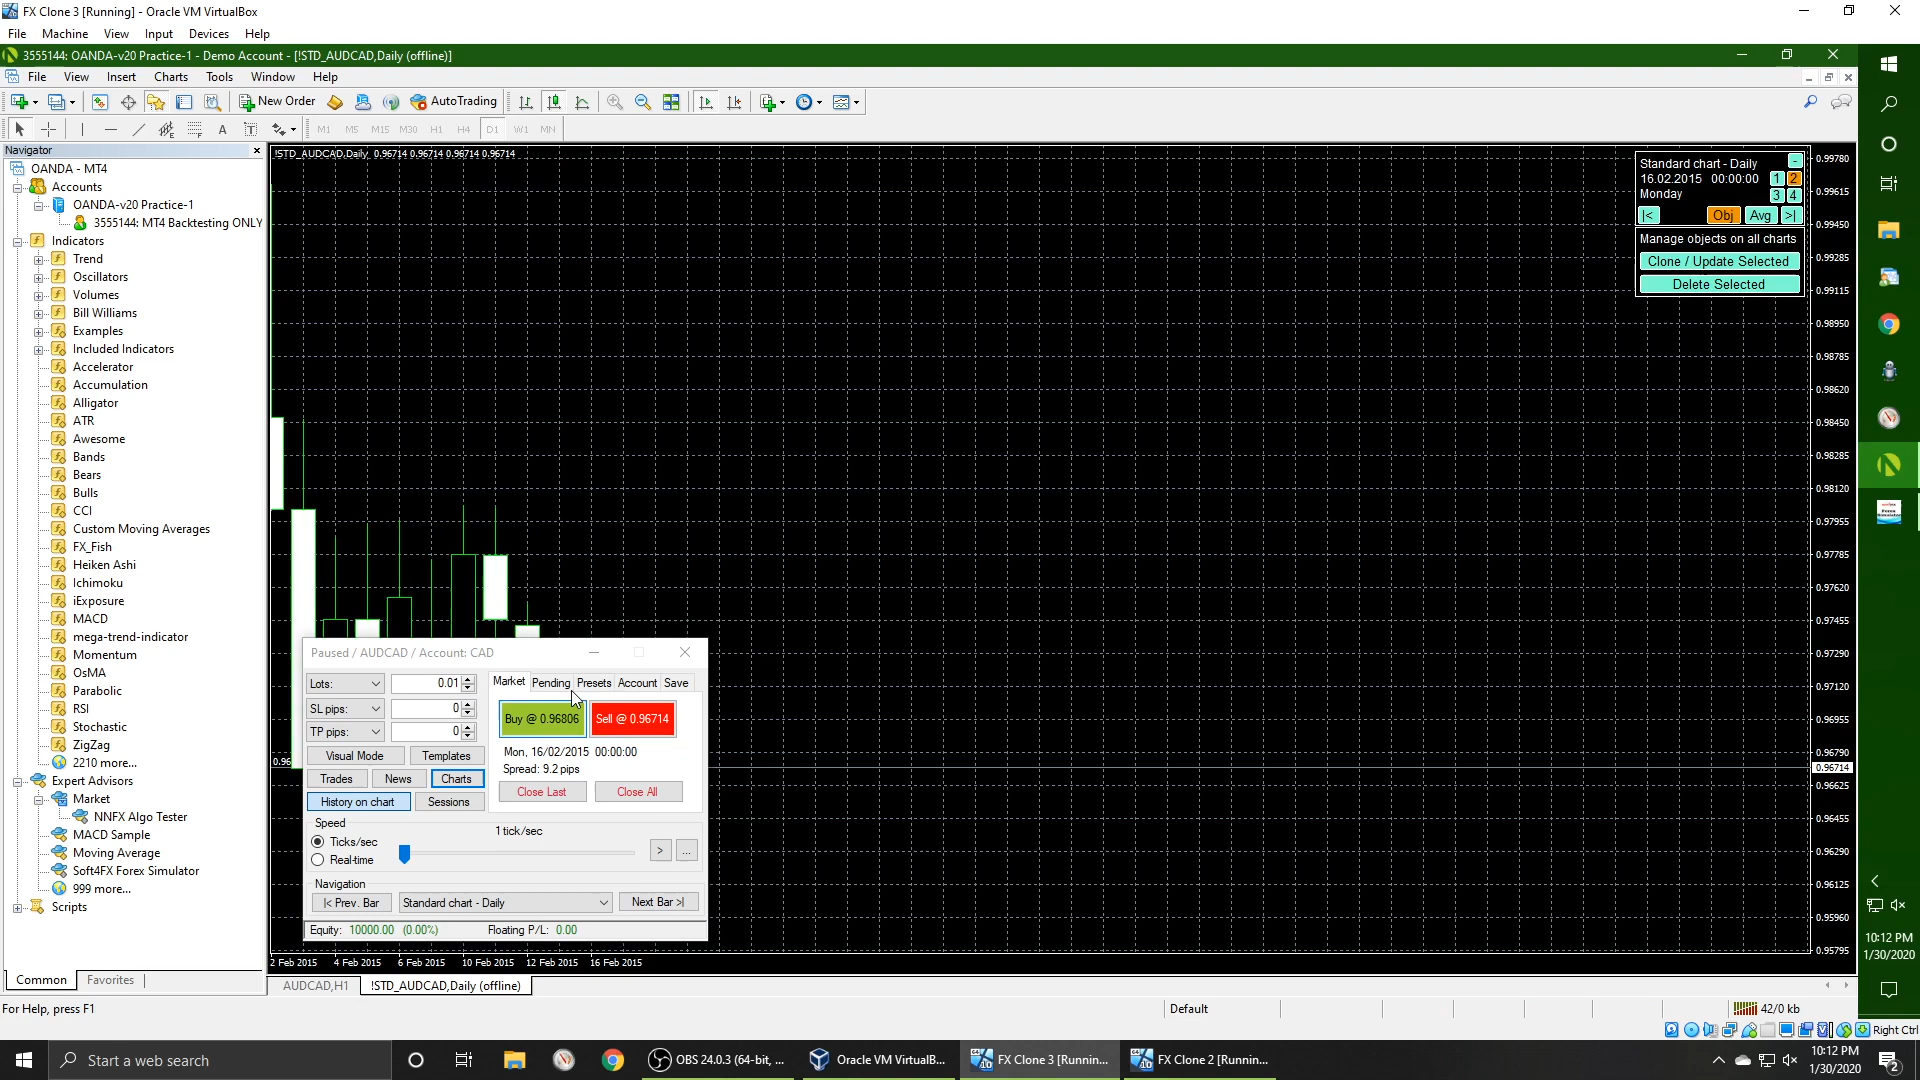 FX Clone 3 [Running] - Oracle VM VirtualBox
File Machine View Input Devices Help
3555144: OANDA-v20 Practice-1 - Demo Account - [!STD_AUDCAD,Daily (offline)]
File View Insert Charts Tools Window Help
New Order AutoTrading
A T M1 M5 M15 M30 H1 H4 D1 W1 MN
Navigator
OANDA - MT4
Accounts
OANDA-v20 Practice-1
3555144: MT4 Backtesting ONLY
Indicators
Trend
Oscillators
Volumes
Bill Williams
Examples
Included Indicators
Accelerator
Accumulation
Alligator
ATR
Awesome
Bands
Bears
Bulls
CCI
Custom Moving Averages
FX_Fish
Heiken Ashi
Ichimoku
iExposure
MACD
mega-trend-indicator
Momentum
OsMA
Parabolic
RSI
Stochastic
ZigZag
2210 more...
Expert Advisors
Market
NNFX Algo Tester
MACD Sample
Moving Average
Soft4FX Forex Simulator
999 more...
Scripts
Common Favorites
!STD_AUDCAD,Daily 0.96714 0.96714 0.96714 0.96714
Standard chart - Daily -
16.02.2015 00:00:00 1 2
Monday 3 4
|< Obj Avg >|
Manage objects on all charts
Clone / Update Selected
Delete Selected
0.99780
0.99615
0.99450
0.99285
0.99115
0.98950
0.98785
0.98620
0.98450
0.98285
0.98120
0.97955
0.97785
0.97620
0.97455
0.97290
0.97120
0.96955
0.96790
0.96714
0.96625
0.96455
0.96290
0.96125
0.95960
0.95795
0.96
Paused / AUDCAD / Account: CAD
Lots: 0.01
SL pips: 0
TP pips: 0
Visual Mode Templates
Trades News Charts
History on chart Sessions
Market Pending Presets Account Save
Buy @ 0.96806 Sell @ 0.96714
Mon, 16/02/2015 00:00:00
Spread: 9.2 pips
Close Last Close All
Speed
1 tick/sec
Ticks/sec
Real-time
> ...
Navigation
|< Prev. Bar Standard chart - Daily Next Bar >|
Equity: 10000.00 (0.00%) Floating P/L: 0.00
2 Feb 2015 4 Feb 2015 6 Feb 2015 10 Feb 2015 12 Feb 2015 16 Feb 2015
AUDCAD,H1 !STD_AUDCAD,Daily (offline)
For Help, press F1 Default 42/0 kb
10:12 PM
1/30/2020
Right Ctrl
Start a web search
OBS 24.0.3 (64-bit, ... Oracle VM VirtualB... FX Clone 3 [Runnin... FX Clone 2 [Runnin...
10:12 PM
1/30/2020
2